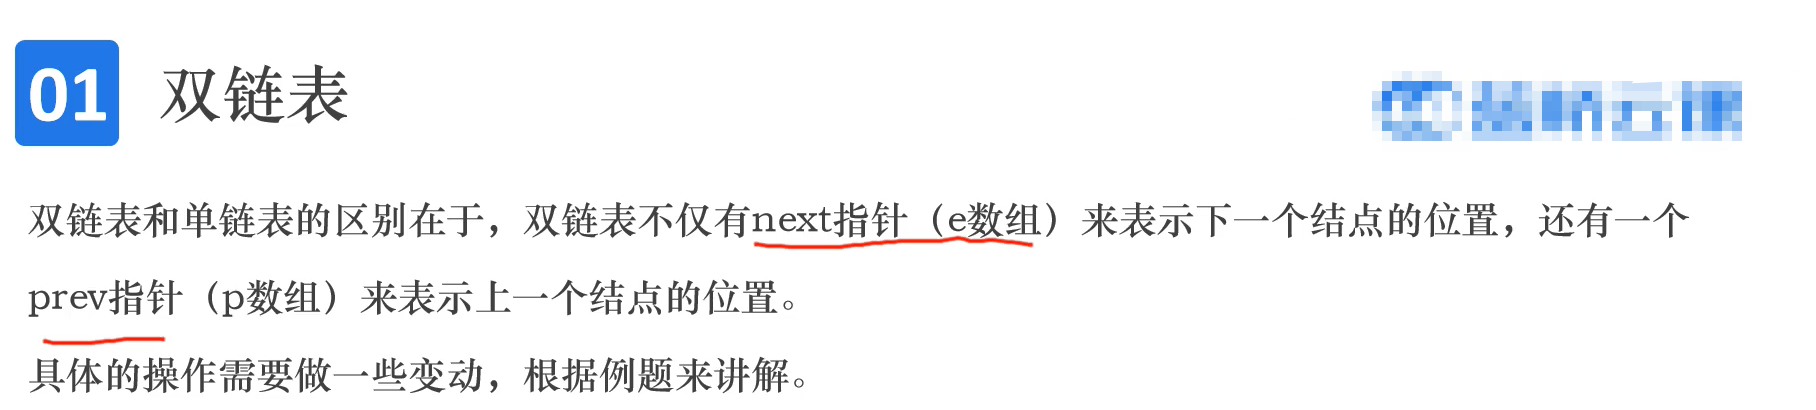 01 双链表
双链表和单链表的区别在于，双链表不仅有next指针（e数组）来表示下一个结点的位置，还有一个
prev指针（p数组）来表示上一个结点的位置。
具体的操作需要做一些变动，根据例题来讲解。